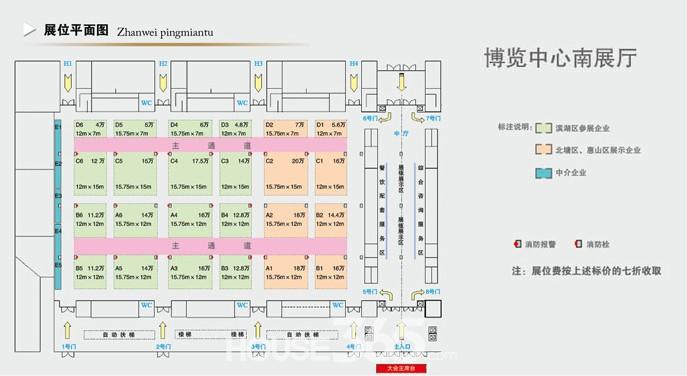 展位平面图 Zhanwei pingmiantu
博览中心南展厅
标注说明：
滨湖区参展企业
北塘区、惠山区展示企业
中介企业
消防报警
消防栓
注：展位费按上述标价的七折收取
H1 H2 H3 H4
WC WC WC
6号门 7号门
中厅
E1 E2 E3 E4 E5
D6 4万 12m×7m
D5 5万 15.75m×7m
D4 6万 15.75m×7m
D3 4.8万 12m×7m
D2 7万 15.75m×7m
D1 5.6万 12m×7m
主通道
C6 12万 12m×15m
C5 15万 15.75m×15m
C4 17.5万 15.75m×15m
C3 14万 12m×15m
C2 20万 15.75m×15m
C1 16万 12m×15m
B6 11.2万 12m×12m
A6 14万 15.75m×12m
A4 16万 15.75m×12m
B4 12.8万 12m×12m
A2 18万 15.75m×12m
B2 14.4万 12m×12m
主通道
B5 11.2万 12m×12m
A5 14万 15.75m×12m
A3 16万 15.75m×12m
B3 12.8万 12m×12m
A1 18万 15.75m×12m
B1 16万 12m×12m
餐饮配套服务区
展示区
展示区
综合咨询服务区
WC WC WC
5号门 8号门
自动扶梯 楼梯 楼梯 自动扶梯
1号门 2号门 3号门 4号门 主入口
大会主席台
HOUSE365.com